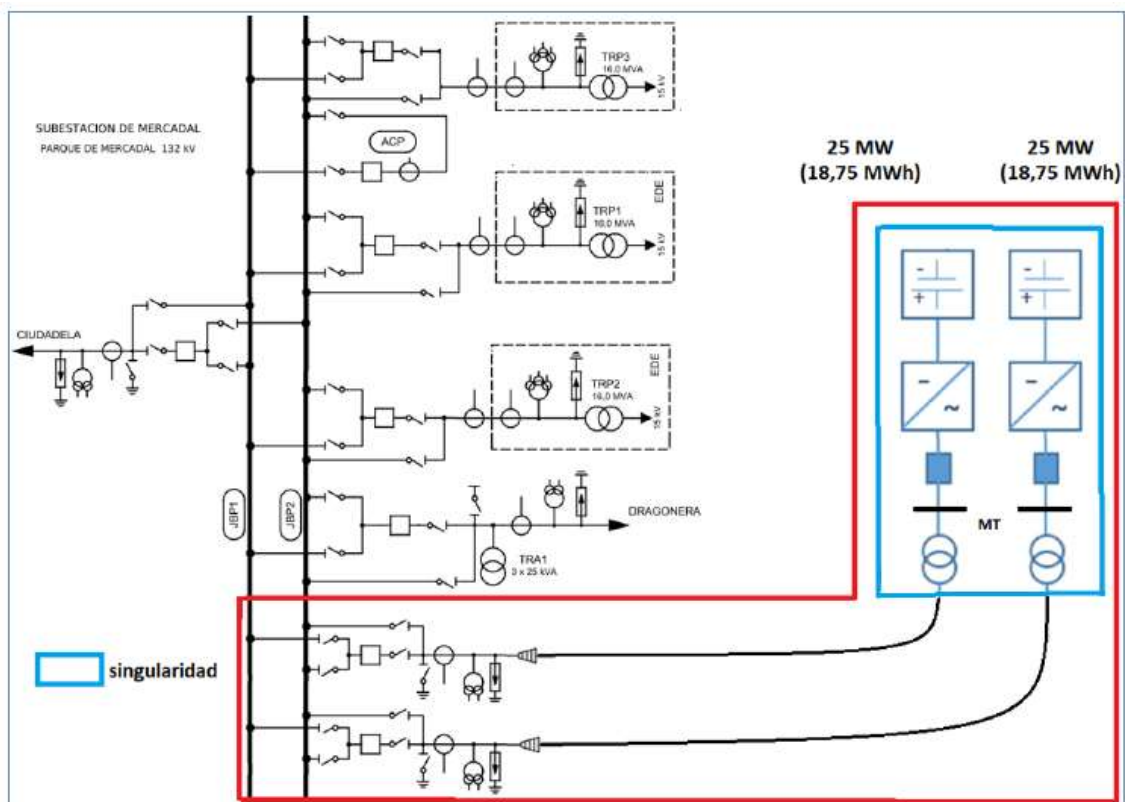 TRP3
16,0 MVA
15 kV
SUBESTACION DE MERCADAL
PARQUE DE MERCADAL 132 kV
ACP
25 MW
(18,75 MWh)
25 MW
(18,75 MWh)
EDE
TRP1
16,0 MVA
15 kV
CIUDADELA
EDE
TRP2
16,0 MVA
15 kV
JBP1
JBP2
DRAGONERA
TRA1
3 x 25 kVA
MT
singularidad